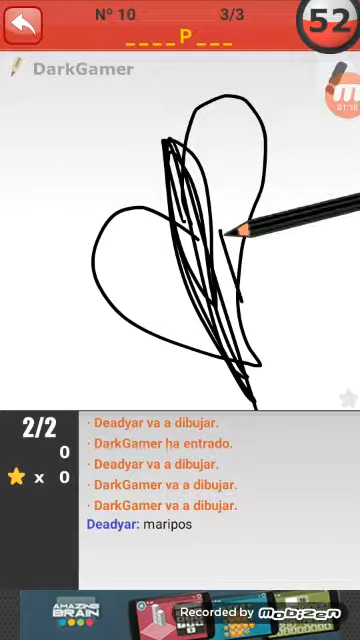 Nº 10 3/3
52
_ _ _ _ P _ _ _
DarkGamer
01:38
2/2
0
x 0
· Deadyar va a dibujar.
· DarkGamer ha entrado.
· Deadyar va a dibujar.
· DarkGamer va a dibujar.
· DarkGamer va a dibujar.
Deadyar: maripos
AMAZING
BRAIN
Recorded by Mobizen